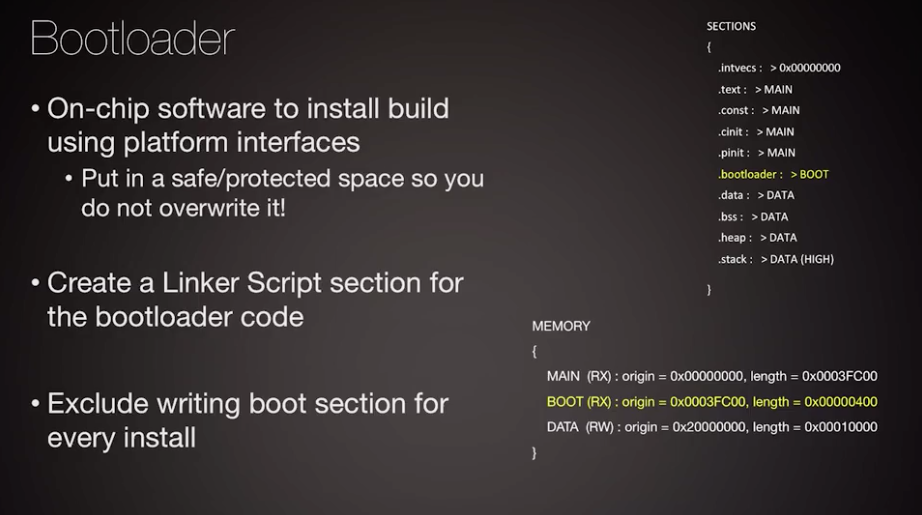 Bootloader
• On-chip software to install build
using platform interfaces
• Put in a safe/protected space so you
do not overwrite it!
• Create a Linker Script section for
the bootloader code
• Exclude writing boot section for
every install
SECTIONS
{
.intvecs : > 0x00000000
.text : > MAIN
.const : > MAIN
.cinit : > MAIN
.pinit : > MAIN
.bootloader : > BOOT
.data : > DATA
.bss : > DATA
.heap : > DATA
.stack : > DATA (HIGH)
}
MEMORY
{
MAIN (RX) : origin = 0x00000000, length = 0x0003FC00
BOOT (RX) : origin = 0x0003FC00, length = 0x00000400
DATA (RW) : origin = 0x20000000, length = 0x00010000
}